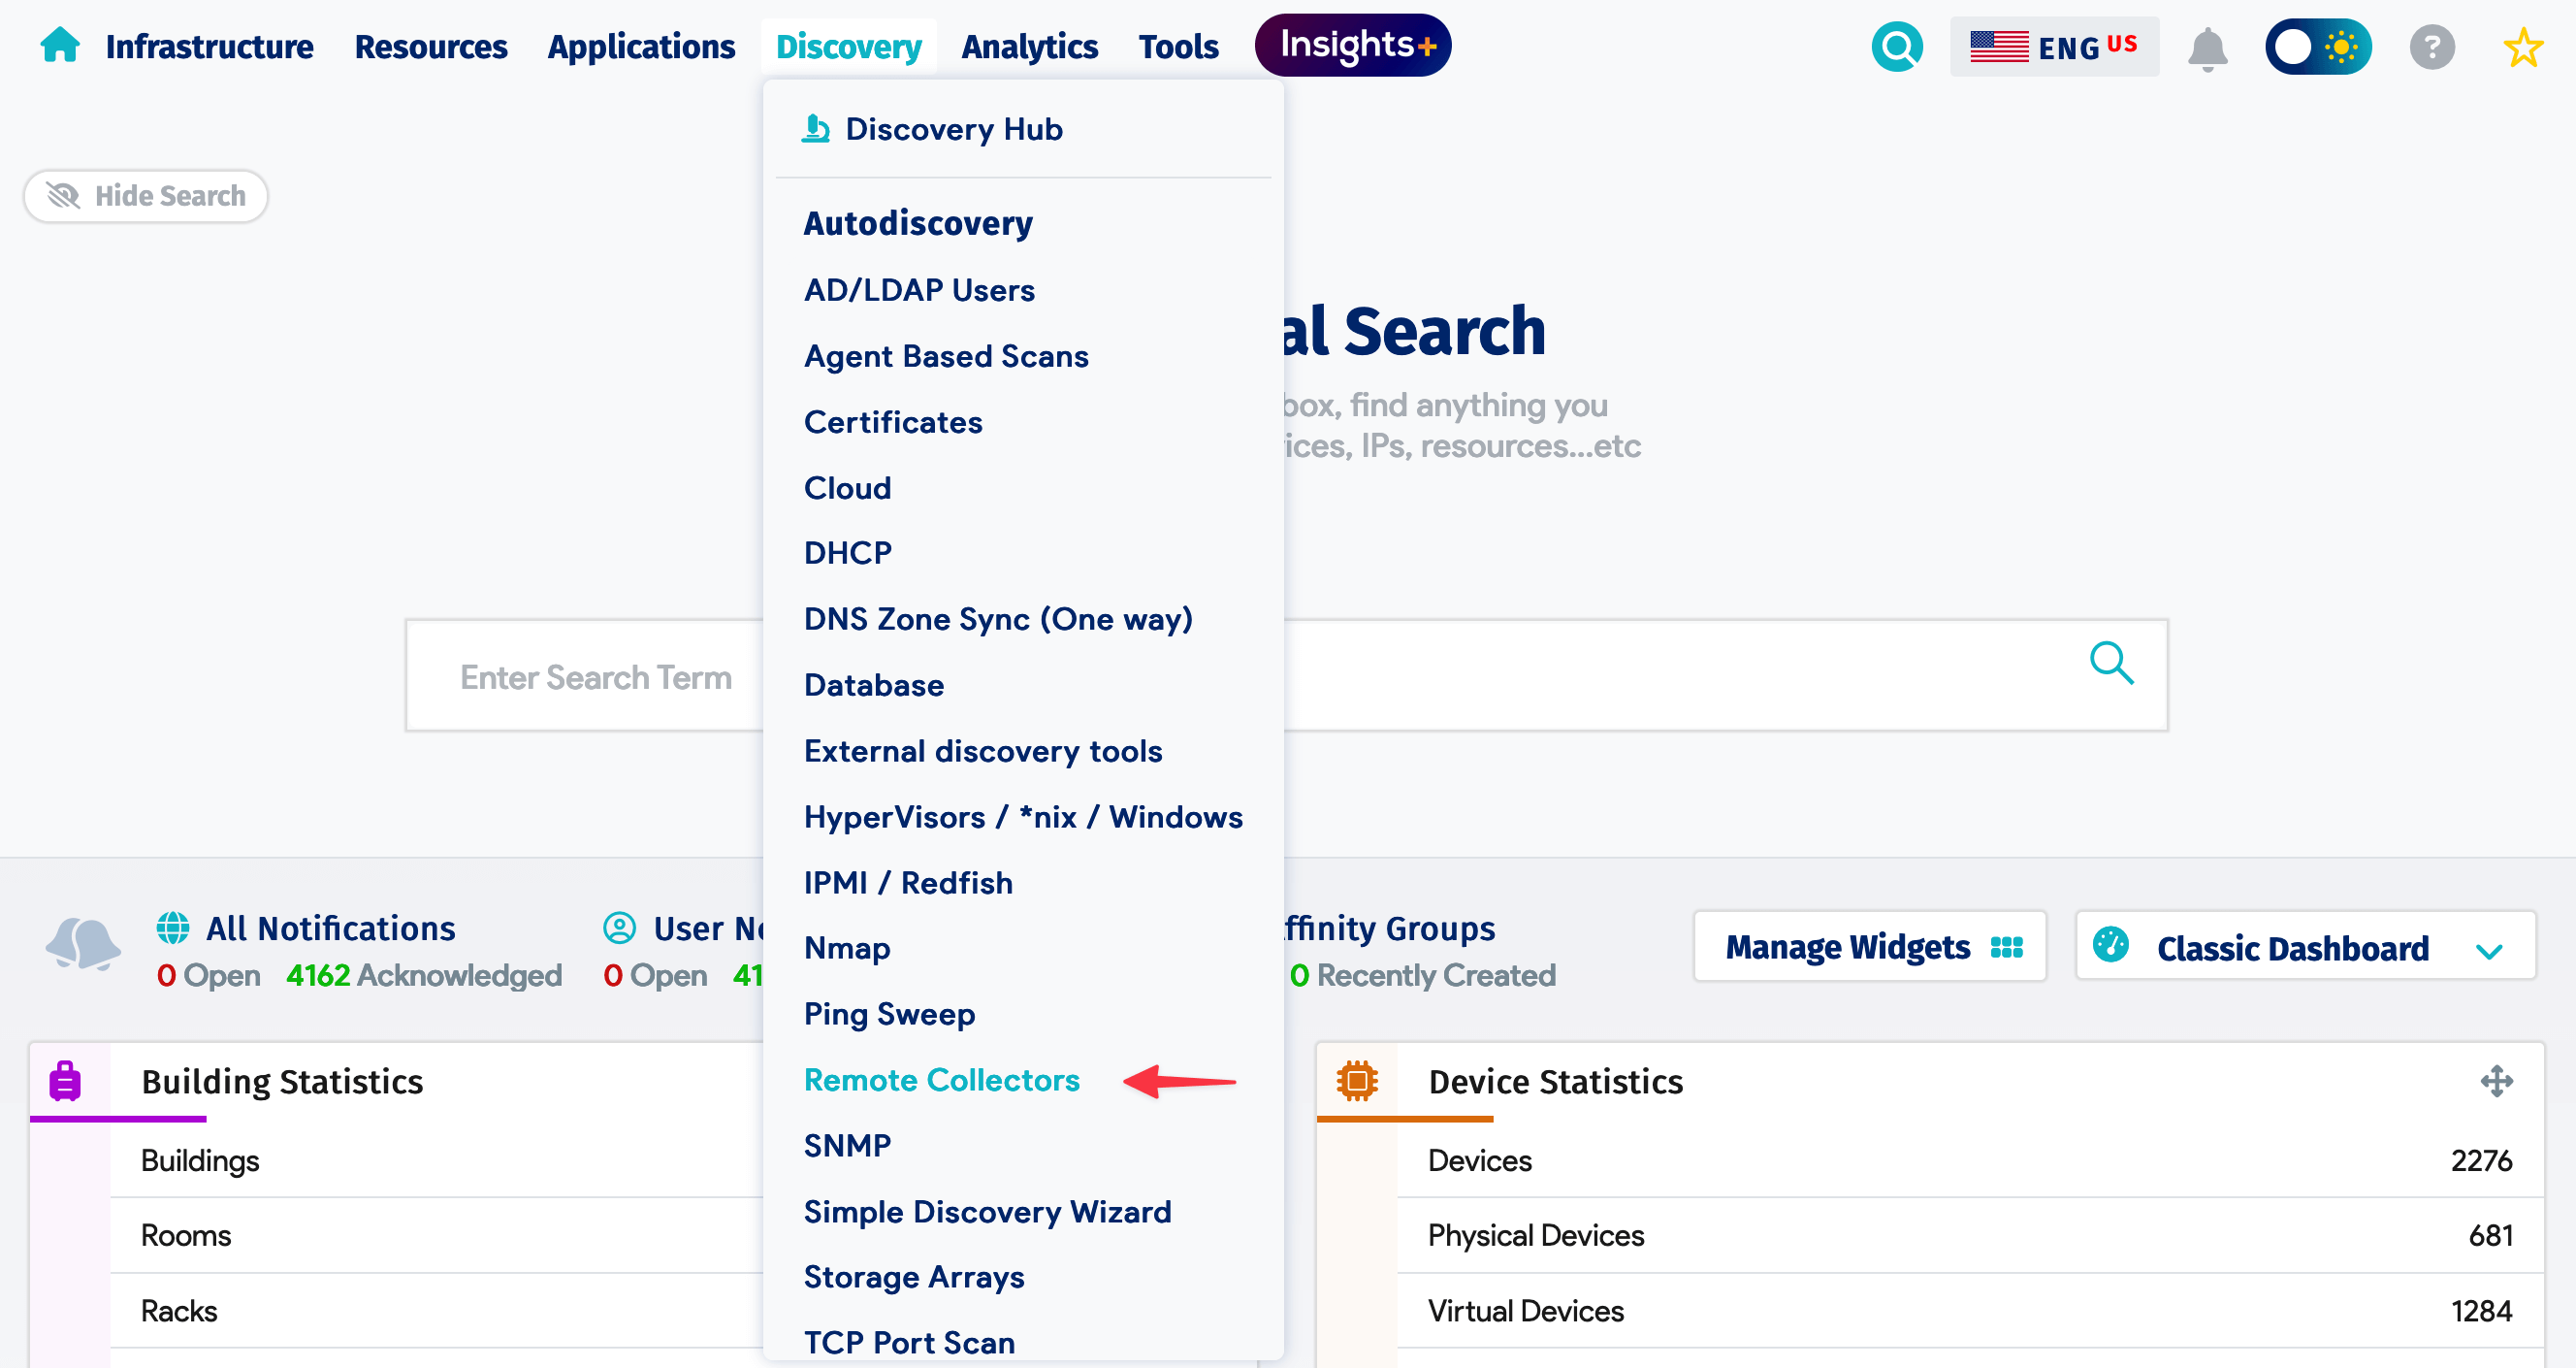 Infrastructure Resources Applications Discovery Analytics Tools Insights+ ENG US ?
Discovery Hub
Hide Search
Autodiscovery
AD/LDAP Users
al Search
Agent Based Scans
box, find anything you
Certificates
ices, IPs, resources...etc
Cloud
DHCP
DNS Zone Sync (One way)
Enter Search Term
Database
External discovery tools
HyperVisors / *nix / Windows
IPMI / Redfish
All Notifications User No
ffinity Groups
Manage Widgets Classic Dashboard
Nmap
0 Open 4162 Acknowledged 0 Open 41
0 Recently Created
Ping Sweep
Building Statistics
Remote Collectors
Device Statistics
SNMP
Buildings
Devices 2276
Simple Discovery Wizard
Rooms
Physical Devices 681
Storage Arrays
Racks
Virtual Devices 1284
TCP Port Scan